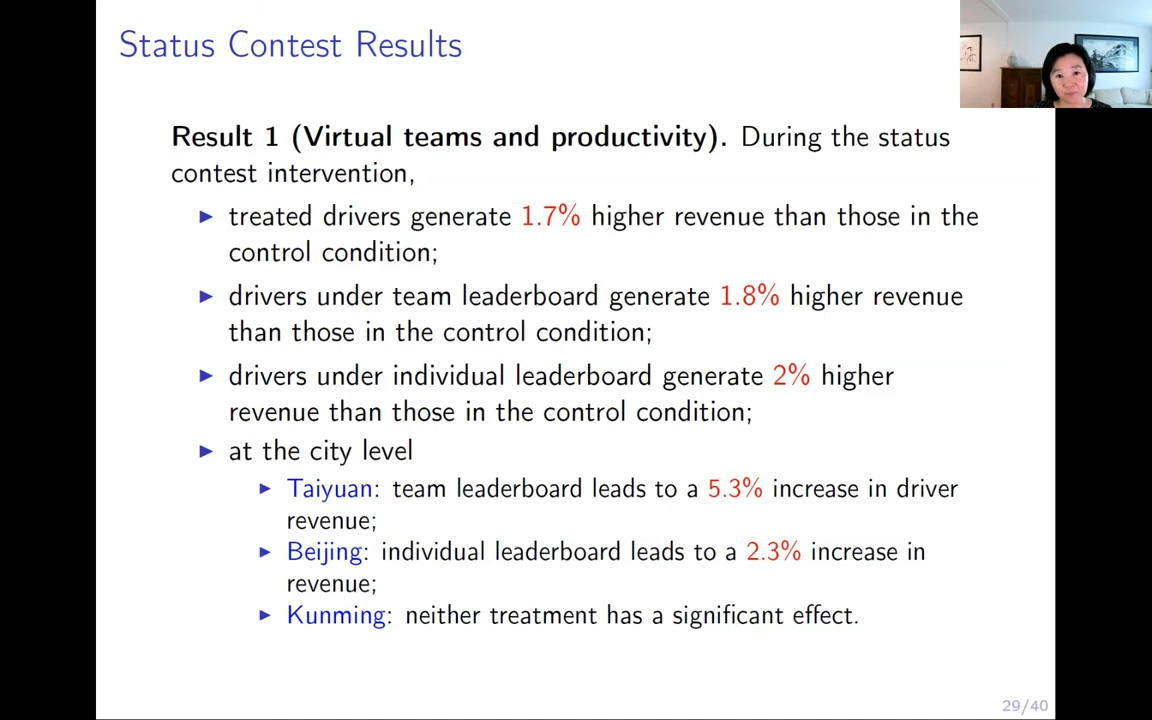 Status Contest Results
Result 1 (Virtual teams and productivity). During the status
contest intervention,
▶ treated drivers generate 1.7% higher revenue than those in the
control condition;
▶ drivers under team leaderboard generate 1.8% higher revenue
than those in the control condition;
▶ drivers under individual leaderboard generate 2% higher
revenue than those in the control condition;
▶ at the city level
▶ Taiyuan: team leaderboard leads to a 5.3% increase in driver
revenue;
▶ Beijing: individual leaderboard leads to a 2.3% increase in
revenue;
▶ Kunming: neither treatment has a significant effect.
29/40